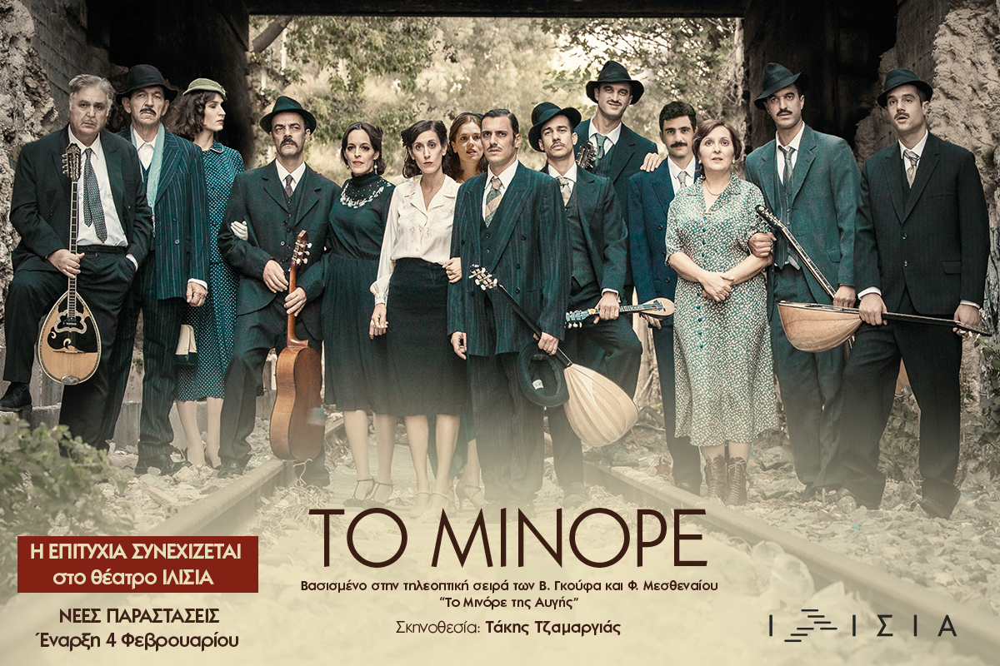 ΤΟ ΜΙΝΟΡΕ
Βασισμένο στην τηλεοπτική σειρά των Β. Γκούφα και Φ. Μεσθεναίου
“Το Μινόρε της Αυγής”
Σκηνοθεσία: Τάκης Τζαμαργιάς
Η ΕΠΙΤΥΧΙΑ ΣΥΝΕΧΙΖΕΤΑΙ
στο θέατρο ΙΛΙΣΙΑ
ΝΕΕΣ ΠΑΡΑΣΤΑΣΕΙΣ
Έναρξη 4 Φεβρουαρίου
ΙΛΙΣΙΑ